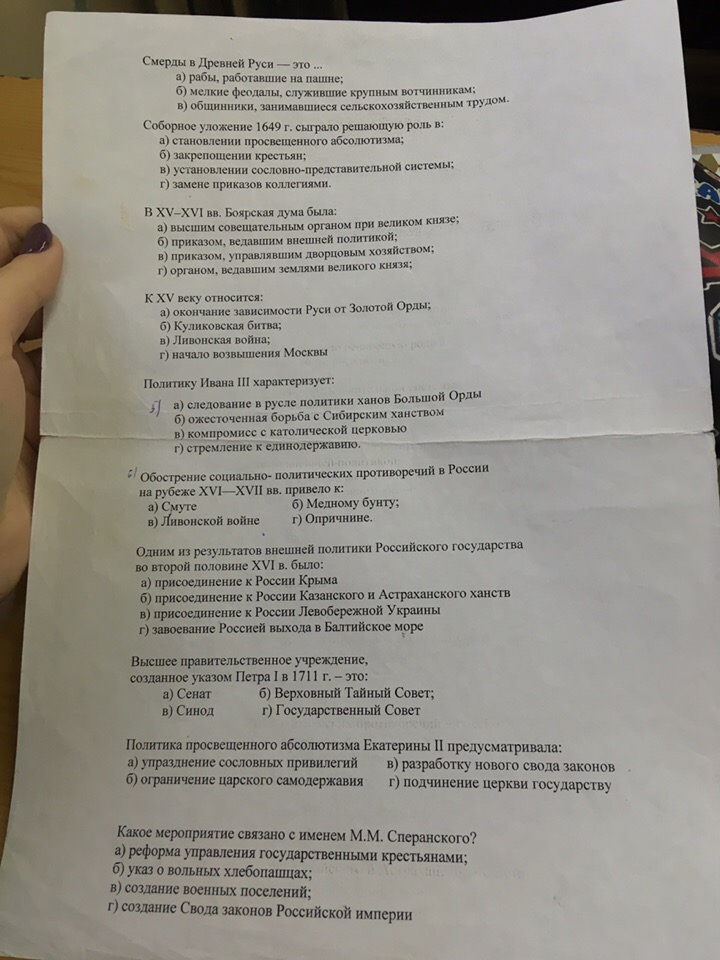 Смерды в Древней Руси — это ...
а) рабы, работавшие на пашне;
б) мелкие феодалы, служившие крупным вотчинникам;
в) общинники, занимавшиеся сельскохозяйственным трудом.
Соборное уложение 1649 г. сыграло решающую роль в:
а) становлении просвещенного абсолютизма;
б) закрепощении крестьян;
в) установлении сословно-представительной системы;
г) замене приказов коллегиями.
В XV–XVI вв. Боярская дума была:
а) высшим совещательным органом при великом князе;
б) приказом, ведавшим внешней политикой;
в) приказом, управлявшим дворцовым хозяйством;
г) органом, ведавшим землями великого князя;
К XV веку относится:
а) окончание зависимости Руси от Золотой Орды;
б) Куликовская битва;
в) Ливонская война;
г) начало возвышения Москвы
Политику Ивана III характеризует:
5) а) следование в русле политики ханов Большой Орды
б) ожесточенная борьба с Сибирским ханством
в) компромисс с католической церковью
г) стремление к единодержавию.
Обострение социально- политических противоречий в России
на рубеже XVI—XVII вв. привело к:
а) Смуте б) Медному бунту;
в) Ливонской войне г) Опричнине.
Одним из результатов внешней политики Российского государства
во второй половине XVI в. было:
а) присоединение к России Крыма
б) присоединение к России Казанского и Астраханского ханств
в) присоединение к России Левобережной Украины
г) завоевание Россией выхода в Балтийское море
Высшее правительственное учреждение,
созданное указом Петра I в 1711 г. – это:
а) Сенат б) Верховный Тайный Совет;
в) Синод г) Государственный Совет
Политика просвещенного абсолютизма Екатерины II предусматривала:
а) упразднение сословных привилегий в) разработку нового свода законов
б) ограничение царского самодержавия г) подчинение церкви государству
Какое мероприятие связано с именем М.М. Сперанского?
а) реформа управления государственными крестьянами;
б) указ о вольных хлебопашцах;
в) создание военных поселений;
г) создание Свода законов Российской империи